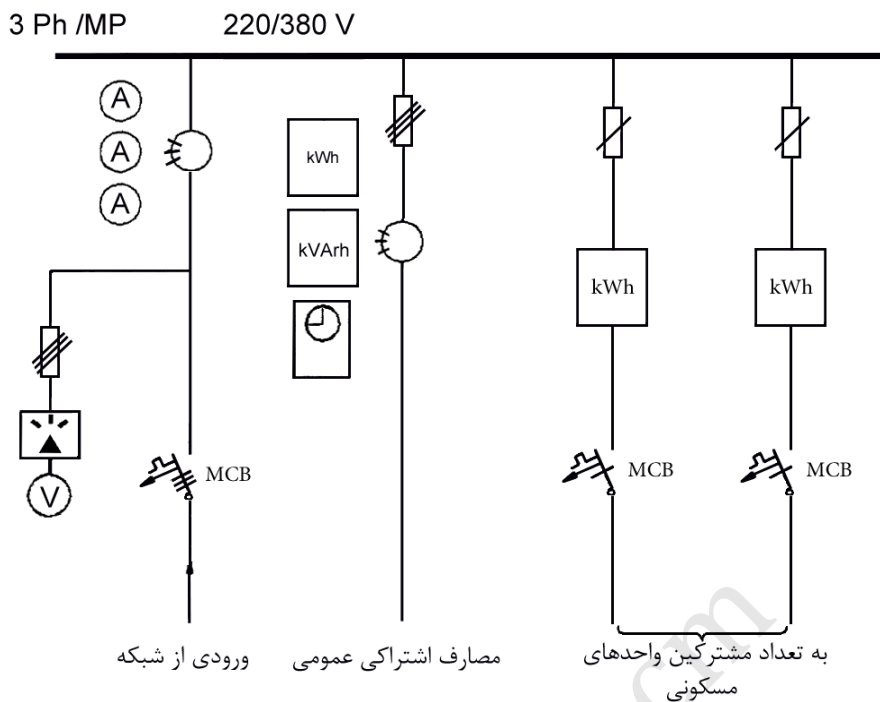 3 Ph /MP 220/380 V
A
A
A
kWh
kVArh
kWh
kWh
V
MCB
MCB
MCB
ورودی از شبکه
مصارف اشتراکی عمومی
به تعداد مشترکین واحدهای
مسکونی
cm